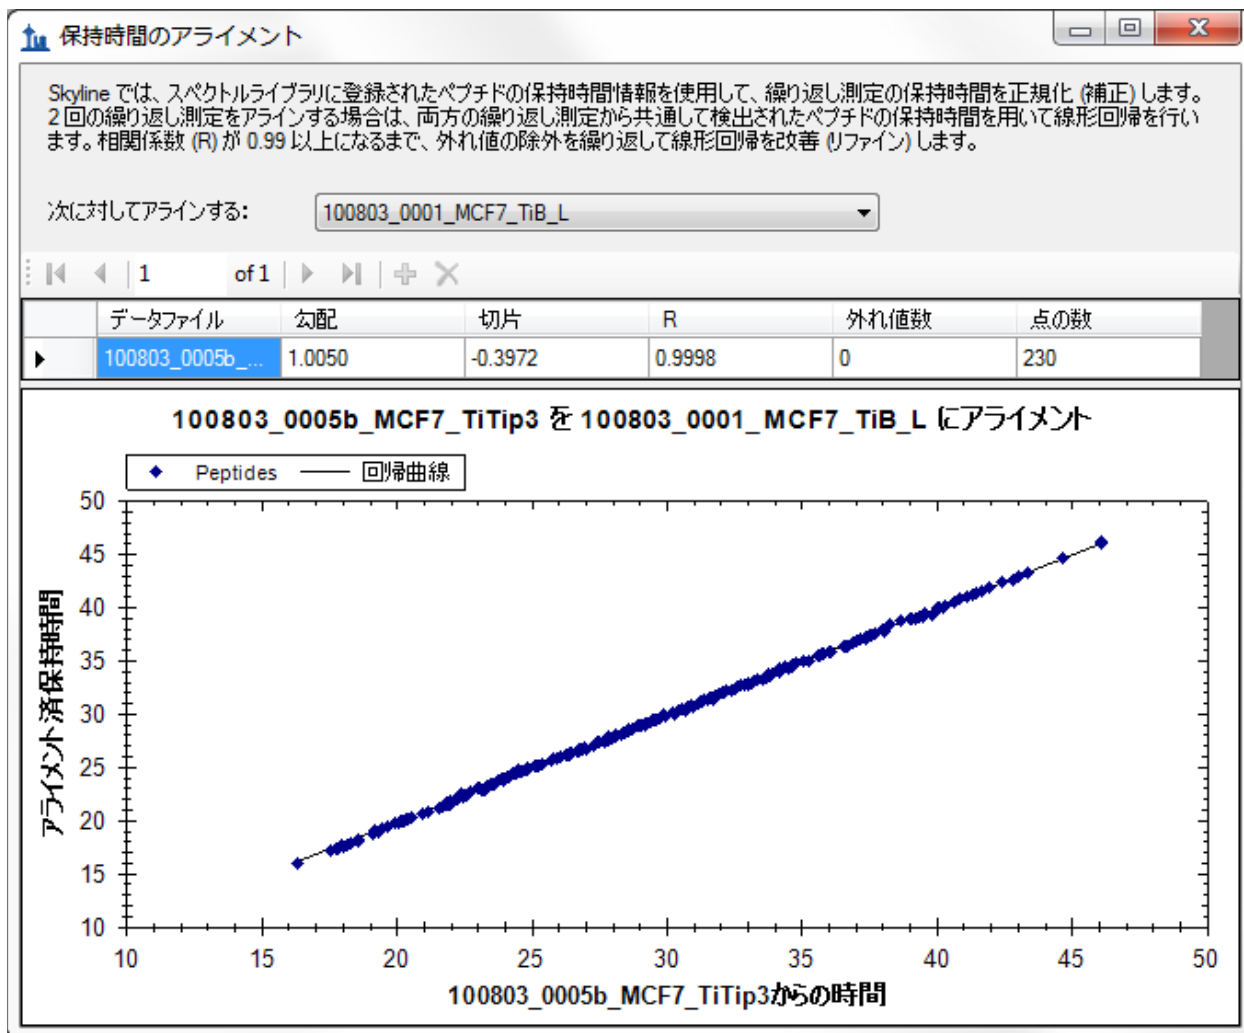 保持時間のアライメント
Skyline では、スペクトルライブラリに登録されたペプチドの保持時間情報を使用して、繰り返し測定の保持時間を正規化 (補正) します。
2 回の繰り返し測定をアラインする場合は、両方の繰り返し測定から共通して検出されたペプチドの保持時間を用いて線形回帰を行い
ます。相関係数 (R) が 0.99 以上になるまで、外れ値の除外を繰り返して線形回帰を改善 (リファイン) します。
次に対してアラインする: 100803_0001_MCF7_TiB_L
1 of 1
データファイル 勾配 切片 R 外れ値数 点の数
100803_0005b_... 1.0050 -0.3972 0.9998 0 230
100803_0005b_MCF7_TiTip3 を 100803_0001_MCF7_TiB_L にアライメント
Peptides 回帰曲線
アライメント済保持時間
50
45
40
35
30
25
20
15
10
10 15 20 25 30 35 40 45 50
100803_0005b_MCF7_TiTip3からの時間